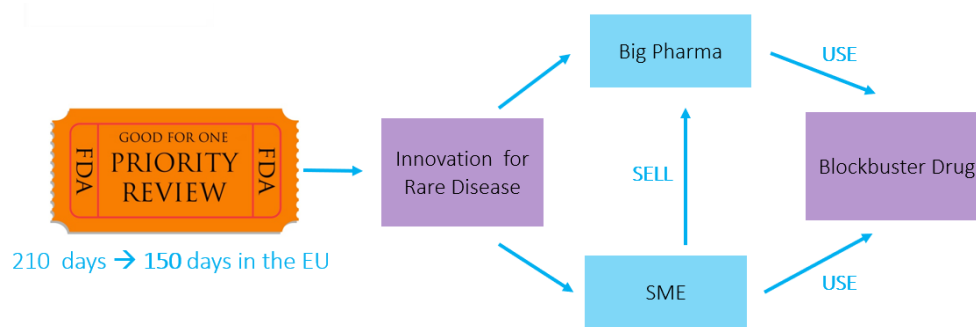 GOOD FOR ONE
PRIORITY
REVIEW
FDA
FDA
210 days → 150 days in the EU
Innovation for
Rare Disease
Big Pharma
SELL
SME
USE
USE
Blockbuster Drug